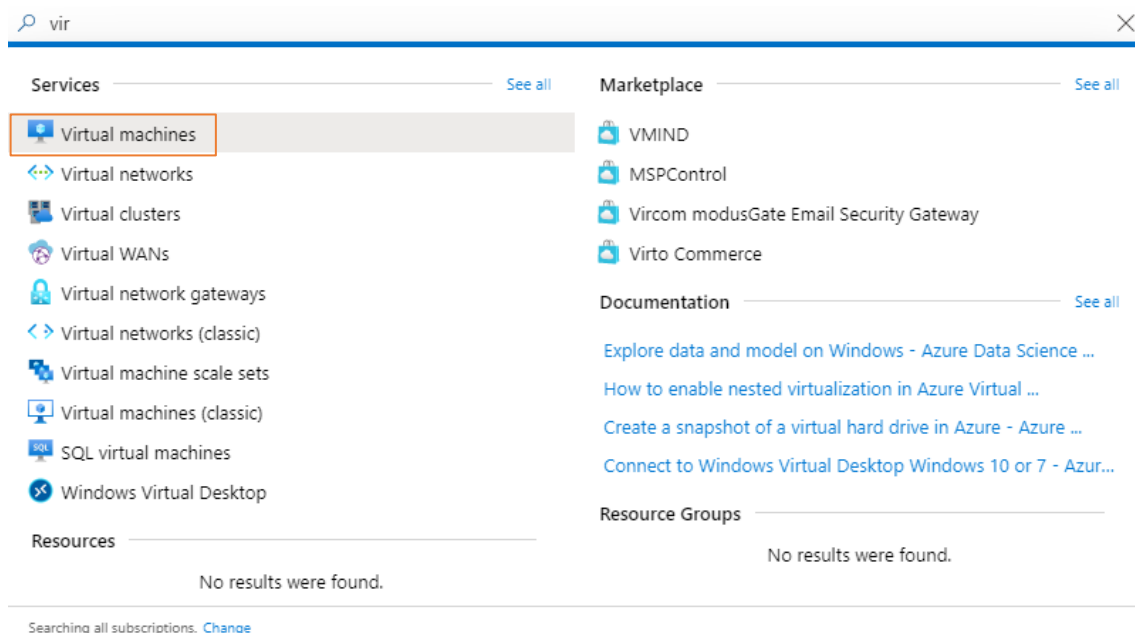 vir
Services
See all
Virtual machines
Virtual networks
Virtual clusters
Virtual WANs
Virtual network gateways
Virtual networks (classic)
Virtual machine scale sets
Virtual machines (classic)
SQL
SQL virtual machines
Windows Virtual Desktop
Resources
No results were found.
Marketplace
See all
VMIND
MSPControl
Vircom modusGate Email Security Gateway
Virto Commerce
Documentation
See all
Explore data and model on Windows - Azure Data Science ...
How to enable nested virtualization in Azure Virtual ...
Create a snapshot of a virtual hard drive in Azure - Azure ...
Connect to Windows Virtual Desktop Windows 10 or 7 - Azur...
Resource Groups
No results were found.
Searching all subscriptions. Change